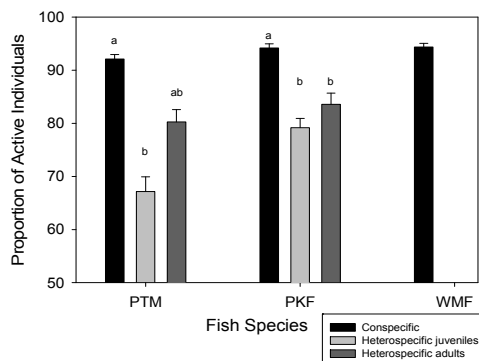 100
90
80
70
60
50
Proportion of Active Individuals
a
b
ab
a
b
b
PTM
PKF
WMF
Fish Species
Conspecific
Heterospecific juveniles
Heterospecific adults